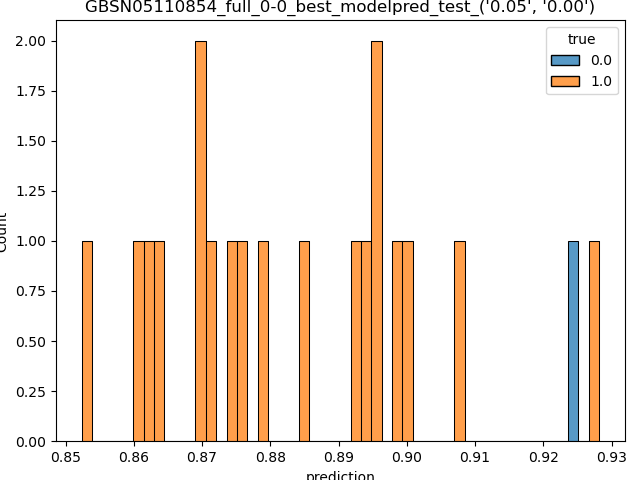 GBSN05110854_full_0-0_best_modelpred_test_('0.05', '0.00')
true
0.0
1.0
2.00
1.75
1.50
1.25
1.00
0.75
0.50
0.25
0.00
Count
0.85 0.86 0.87 0.88 0.89 0.90 0.91 0.92 0.93
prediction